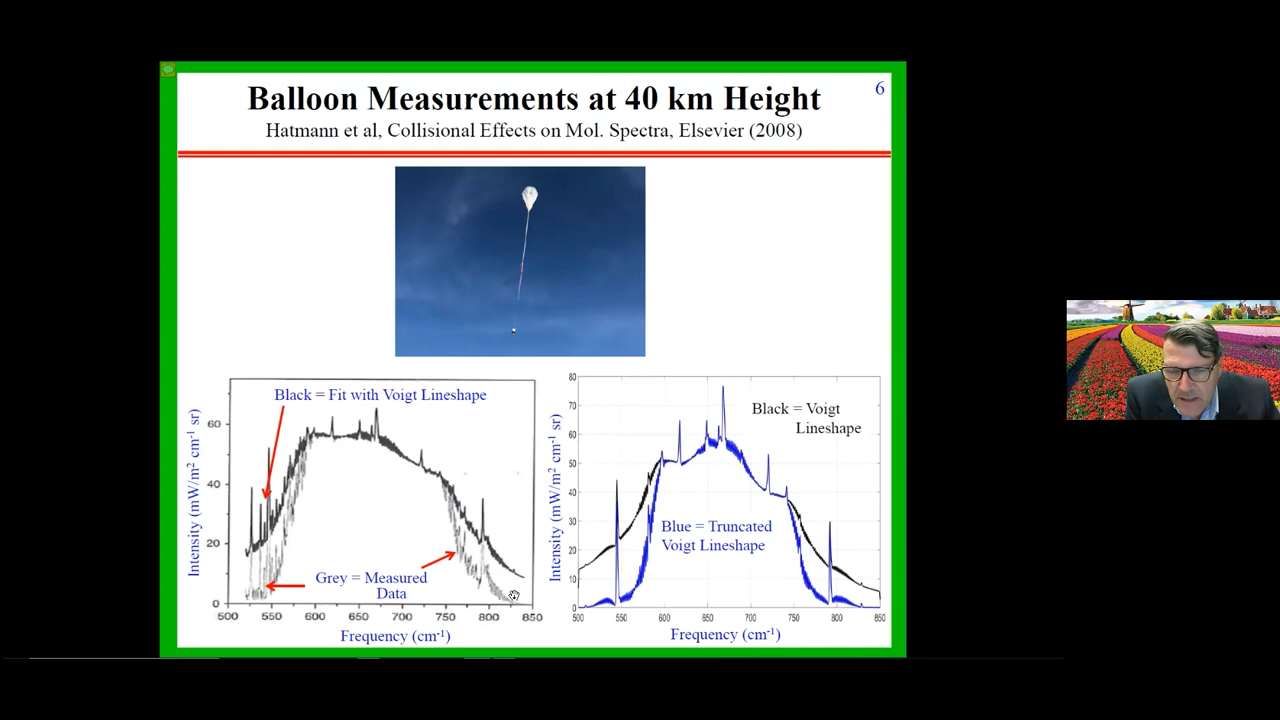 6
Balloon Measurements at 40 km Height
Hatmann et al, Collisional Effects on Mol. Spectra, Elsevier (2008)
Black = Fit with Voigt Lineshape
Intensity (mW/m² cm⁻¹ sr)
60
40
20
0
Grey = Measured
Data
500 550 600 650 700 750 800 850
Frequency (cm⁻¹)
Intensity (mW/m² cm⁻¹ sr)
80
70
60
50
40
30
20
10
0
Black = Voigt
Lineshape
Blue = Truncated
Voigt Lineshape
500 550 600 650 700 750 800 850
Frequency (cm⁻¹)